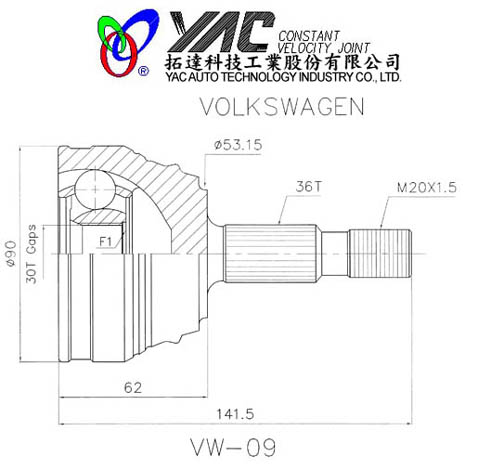 YAC CONSTANT
VELOCITY JOINT
®
拓達科技工業股份有限公司
YAC AUTO TECHNOLOGY INDUSTRY CO., LTD.
VOLKSWAGEN
Ø53.15
36T
M20X1.5
Ø90
30T Gaps
F1
62
141.5
VW-09